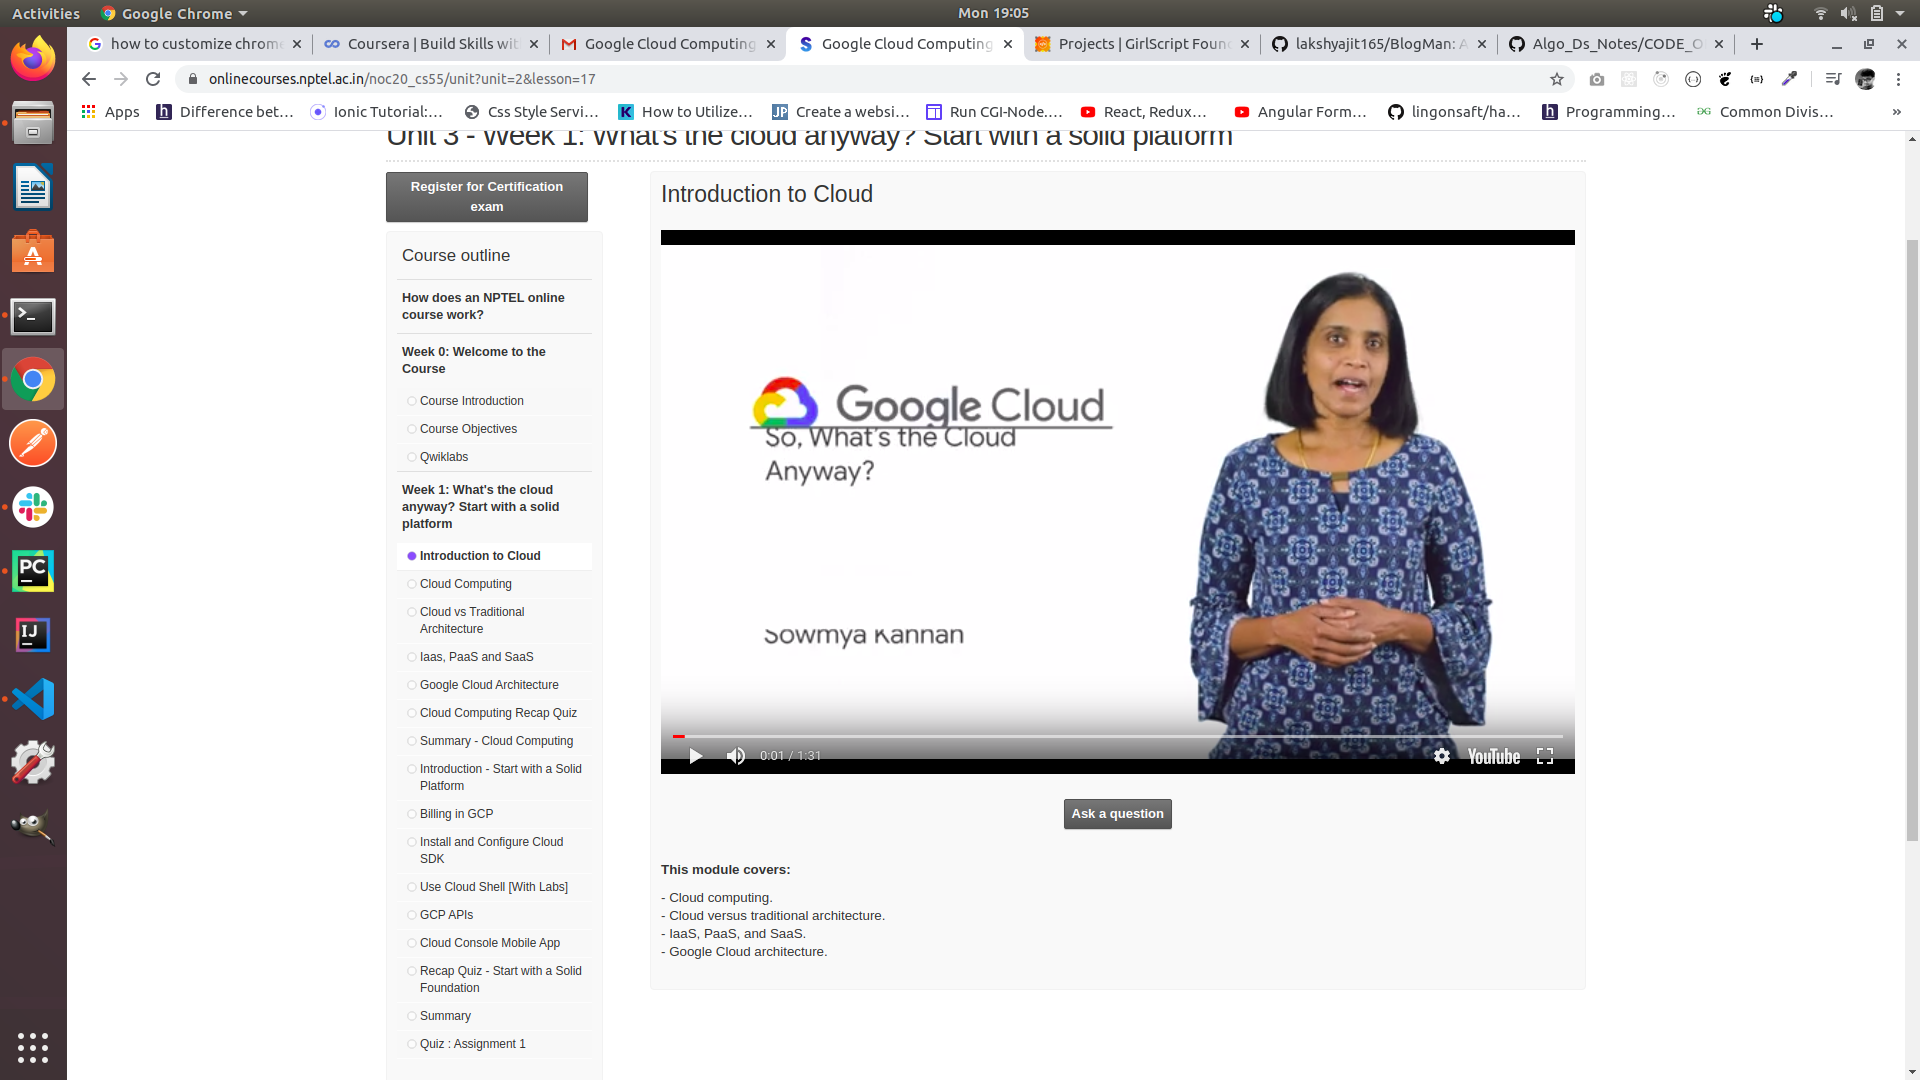 Activities
Google Chrome
Mon 19:05
how to customize chrome
Coursera | Build Skills wit
Google Cloud Computing
Google Cloud Computing
Projects | GirlScript Foun
lakshyajit165/BlogMan: A
Algo_Ds_Notes/CODE_O
onlinecourses.nptel.ac.in/noc20_cs55/unit?unit=2&lesson=17
Apps
Difference bet…
Ionic Tutorial:…
Css Style Servi…
How to Utilize…
Create a websi…
Run CGI-Node.…
React, Redux…
Angular Form…
lingonsaft/ha…
Programming…
Common Divis…
»
Unit 3 - Week 1: What's the cloud anyway? Start with a solid platform
Register for Certification
exam
Course outline
How does an NPTEL online
course work?
Week 0: Welcome to the
Course
Course Introduction
Course Objectives
Qwiklabs
Week 1: What's the cloud
anyway? Start with a solid
platform
Introduction to Cloud
Cloud Computing
Cloud vs Traditional
Architecture
Iaas, PaaS and SaaS
Google Cloud Architecture
Cloud Computing Recap Quiz
Summary - Cloud Computing
Introduction - Start with a Solid
Platform
Billing in GCP
Install and Configure Cloud
SDK
Use Cloud Shell [With Labs]
GCP APIs
Cloud Console Mobile App
Recap Quiz - Start with a Solid
Foundation
Summary
Quiz : Assignment 1
Introduction to Cloud
Google Cloud
So, What's the Cloud
Anyway?
Sowmya Kannan
0:01 / 1:31
YouTube
Ask a question
This module covers:
- Cloud computing.
- Cloud versus traditional architecture.
- IaaS, PaaS, and SaaS.
- Google Cloud architecture.